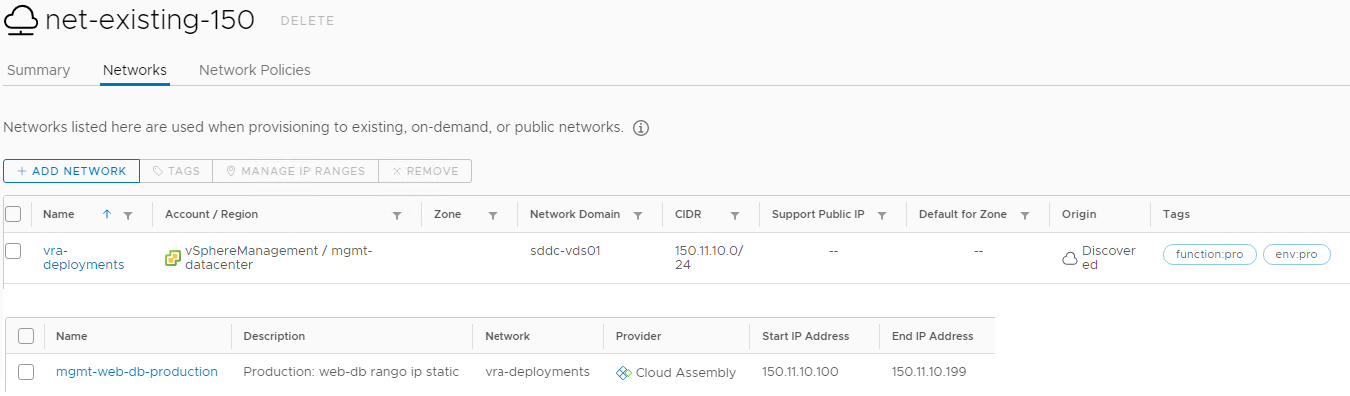 net-existing-150 DELETE
Summary Networks Network Policies
Networks listed here are used when provisioning to existing, on-demand, or public networks.
+ ADD NETWORK TAGS MANAGE IP RANGES × REMOVE
Name Account / Region Zone Network Domain CIDR Support Public IP Default for Zone Origin Tags
vra- vSphereManagement / mgmt- sddc-vds01 150.11.10.0/ -- -- Discover function:pro env:pro
deployments datacenter 24 ed
Name Description Network Provider Start IP Address End IP Address
mgmt-web-db-production Production: web-db rango ip static vra-deployments Cloud Assembly 150.11.10.100 150.11.10.199